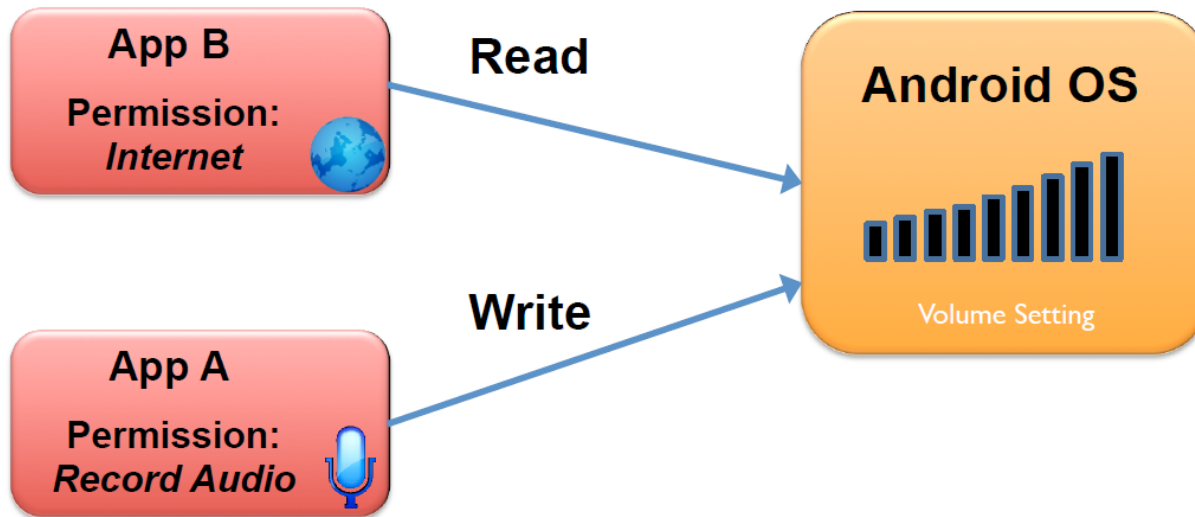 App B
Permission:
Internet
Read
Android OS
Volume Setting
Write
App A
Permission:
Record Audio